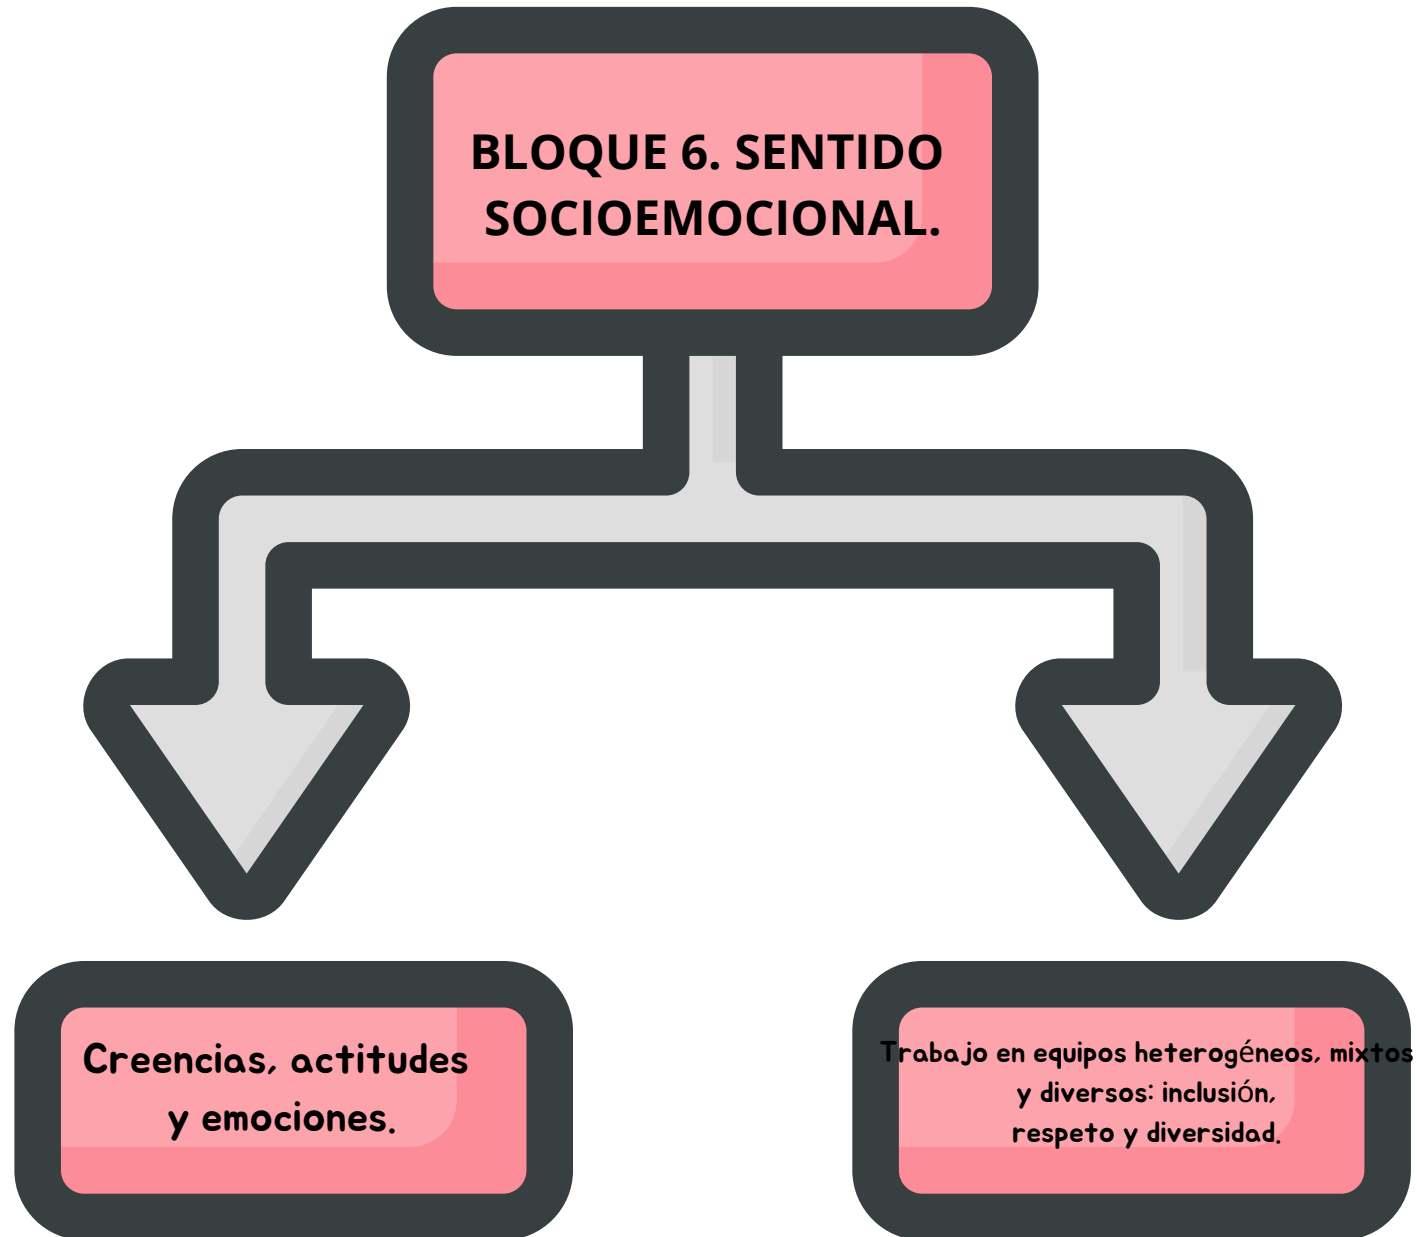 BLOQUE 6. SENTIDO
SOCIOEMOCIONAL.
Creencias, actitudes
y emociones.
Trabajo en equipos heterogéneos, mixtos
y diversos: inclusión,
respeto y diversidad.